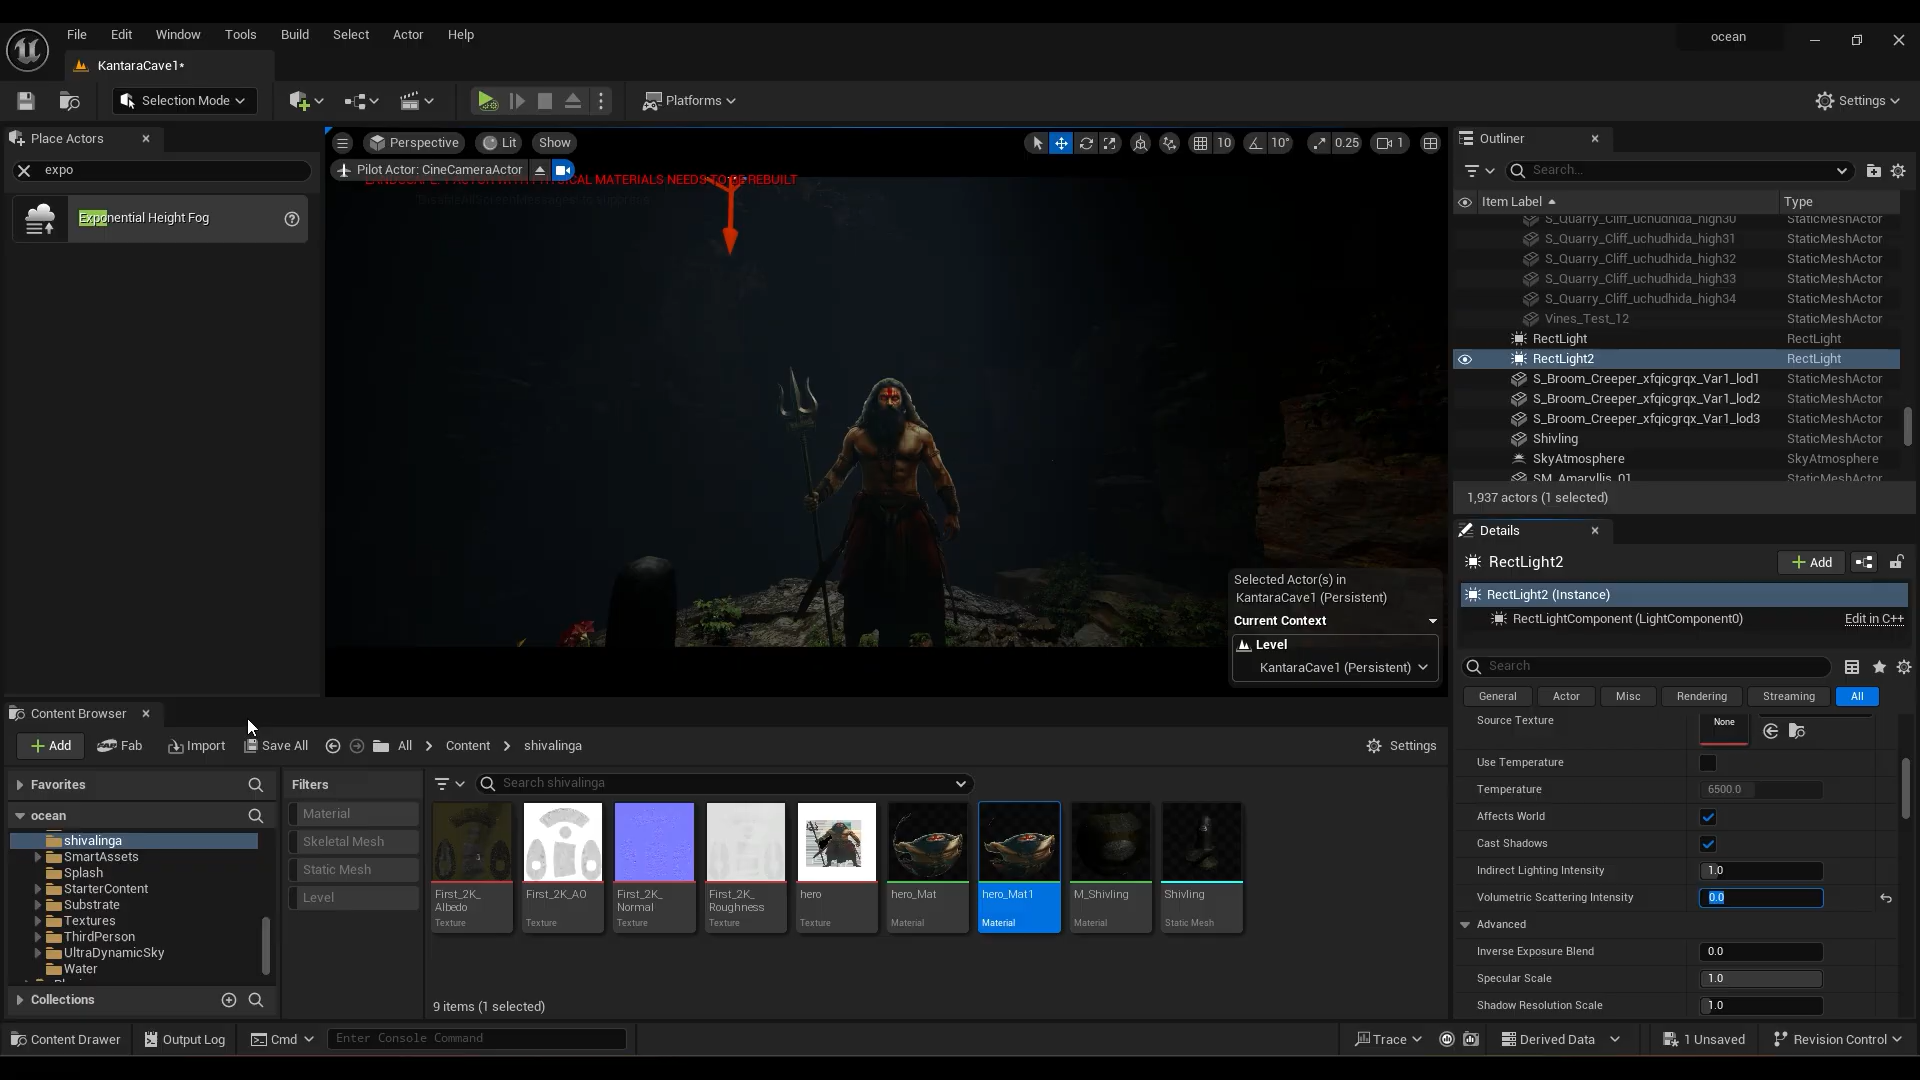 File Edit Window Tools Build Select Actor Help
ocean
KantaraCave1*
Selection Mode
Platforms
Settings
Place Actors
expo
Exponential Height Fog
Perspective Lit Show
10 10° 0.25 1
Pilot Actor: CineCameraActor
MATERIALS NEEDS TO BE REBUILT
Selected Actor(s) in
KantaraCave1 (Persistent)
Current Context
Level
KantaraCave1 (Persistent)
Outliner
Search...
Item Label Type
S_Quarry_Cliff_uchudhida_high30 StaticMeshActor
S_Quarry_Cliff_uchudhida_high31 StaticMeshActor
S_Quarry_Cliff_uchudhida_high32 StaticMeshActor
S_Quarry_Cliff_uchudhida_high33 StaticMeshActor
S_Quarry_Cliff_uchudhida_high34 StaticMeshActor
Vines_Test_12 StaticMeshActor
RectLight RectLight
RectLight2 RectLight
S_Broom_Creeper_xfqicgrqx_Var1_lod1 StaticMeshActor
S_Broom_Creeper_xfqicgrqx_Var1_lod2 StaticMeshActor
S_Broom_Creeper_xfqicgrqx_Var1_lod3 StaticMeshActor
Shivling StaticMeshActor
SkyAtmosphere SkyAtmosphere
SM_Amaryllis_01 StaticMeshActor
1,937 actors (1 selected)
Details
RectLight2
Add
RectLight2 (Instance)
RectLightComponent (LightComponent0) Edit in C++
Search
General Actor Misc Rendering Streaming All
Source Texture None
Use Temperature
Temperature 6500.0
Affects World
Cast Shadows
Indirect Lighting Intensity 1.0
Volumetric Scattering Intensity 0.0
Advanced
Inverse Exposure Blend 0.0
Specular Scale 1.0
Shadow Resolution Scale 1.0
Content Browser
Add Fab Import Save All All Content shivalinga
Settings
Favorites
ocean
shivalinga
SmartAssets
Splash
StarterContent
Substrate
Textures
ThirdPerson
UltraDynamicSky
Water
Collections
Filters
Material
Skeletal Mesh
Static Mesh
Level
Search shivalinga
First_2K_
Albedo
Texture
First_2K_AO
Texture
First_2K_
Normal
Texture
First_2K_
Roughness
Texture
hero
Texture
hero_Mat
Material
hero_Mat1
Material
M_Shivling
Material
Shivling
Static Mesh
9 items (1 selected)
Content Drawer Output Log Cmd Enter Console Command
Trace Derived Data 1 Unsaved Revision Control